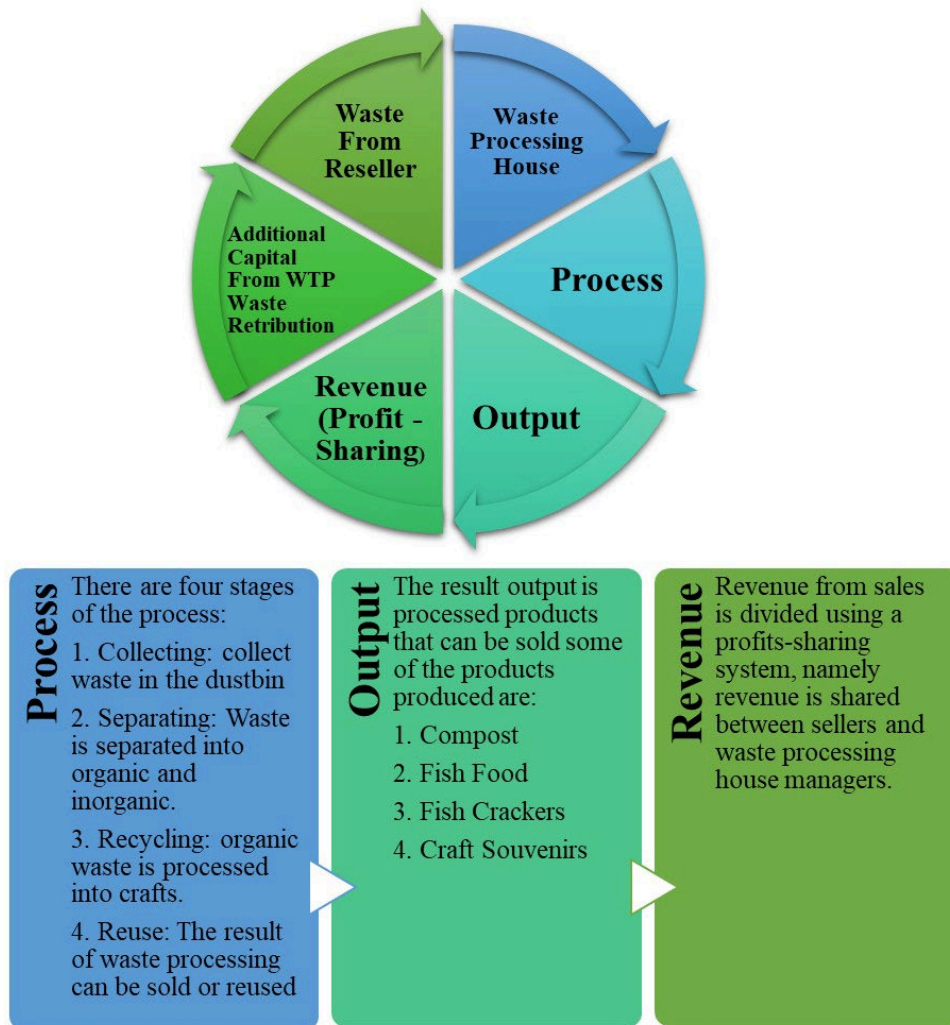 Waste
From
Reseller
Waste
Processing
House
Additional
Capital
From WTP
Waste
Retribution
Process
Revenue
(Profit -
Sharing)
Output
Process
There are four stages
of the process:
1. Collecting: collect
waste in the dustbin
2. Separating: Waste
is separated into
organic and
inorganic.
3. Recycling: organic
waste is processed
into crafts.
4. Reuse: The result
of waste processing
can be sold or reused
Output
The result output is
processed products
that can be sold some
of the products
produced are:
1. Compost
2. Fish Food
3. Fish Crackers
4. Craft Souvenirs
Revenue
Revenue from sales
is divided using a
profits-sharing
system, namely
revenue is shared
between sellers and
waste processing
house managers.